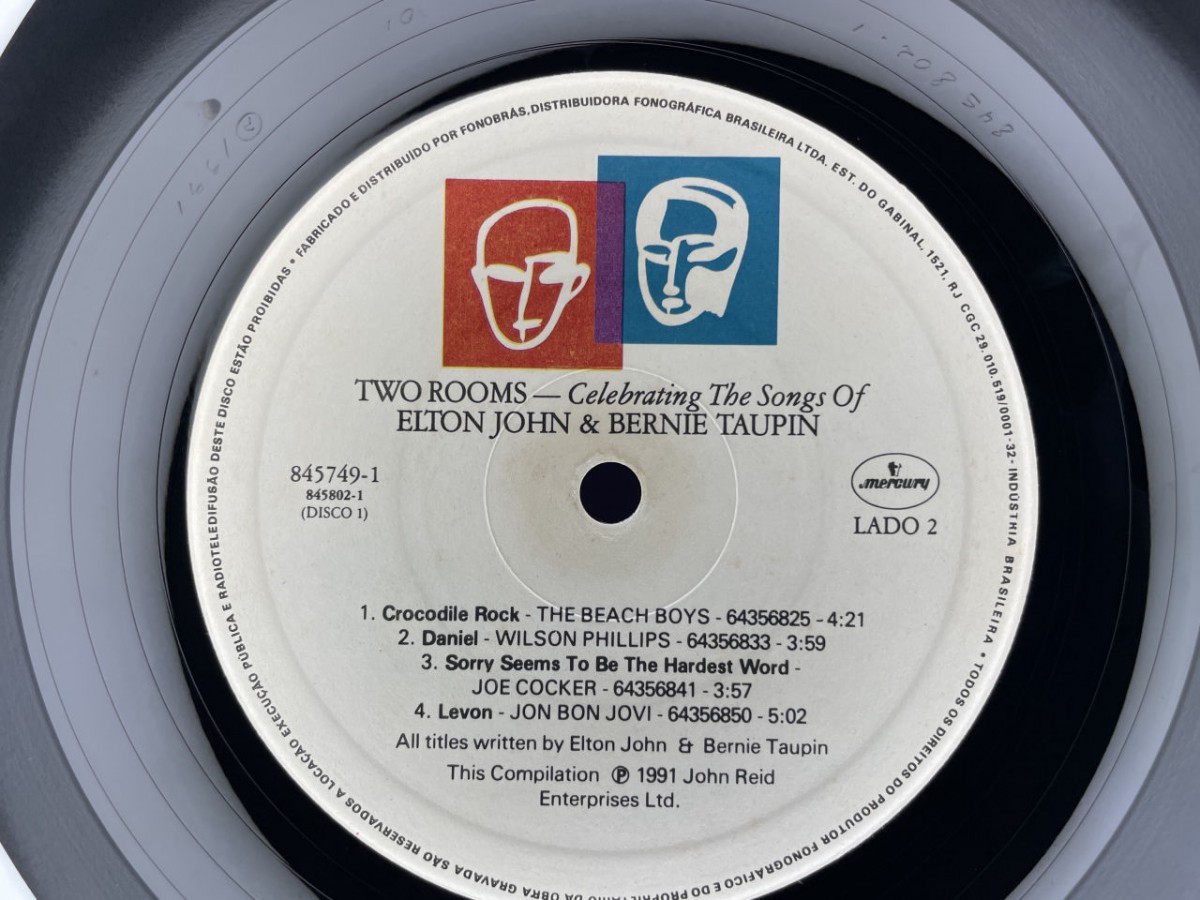 FABRICADO E DISTRIBUÍDO POR FONOBRÁS, DISTRIBUIDORA FONOGRÁFICA BRASILEIRA LTDA. EST. DO GABINAL, 1521, RJ CGC 29.010.519/0001-32 - INDÚSTRIA BRASILEIRA • TODOS OS DIREITOS DO PRODUTOR FONOGRÁFICO E DO PROPRIETÁRIO DA OBRA GRAVADA SÃO RESERVADOS A LOCAÇÃO EXECUÇÃO PÚBLICA E RADIOTELEDIFUSÃO DESTE DISCO ESTÃO PROIBIDAS •
TWO ROOMS — Celebrating The Songs Of
ELTON JOHN & BERNIE TAUPIN
845749-1
845802-1
(DISCO 1)
mercury
LADO 2
1. Crocodile Rock - THE BEACH BOYS - 64356825 - 4:21
2. Daniel - WILSON PHILLIPS - 64356833 - 3:59
3. Sorry Seems To Be The Hardest Word -
JOE COCKER - 64356841 - 3:57
4. Levon - JON BON JOVI - 64356850 - 5:02
All titles written by Elton John & Bernie Taupin
This Compilation ℗ 1991 John Reid
Enterprises Ltd.